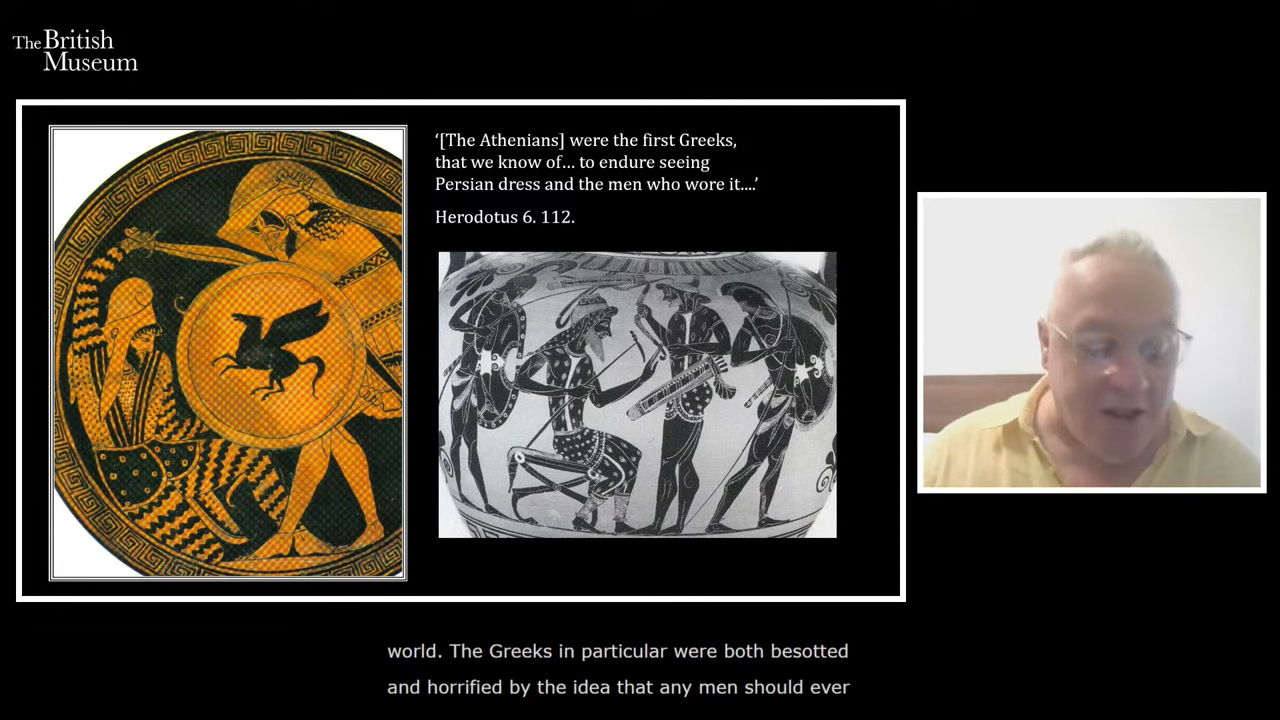 The British
Museum
‘[The Athenians] were the first Greeks,
that we know of... to endure seeing
Persian dress and the men who wore it....’
Herodotus 6. 112.
world. The Greeks in particular were both besotted
and horrified by the idea that any men should ever